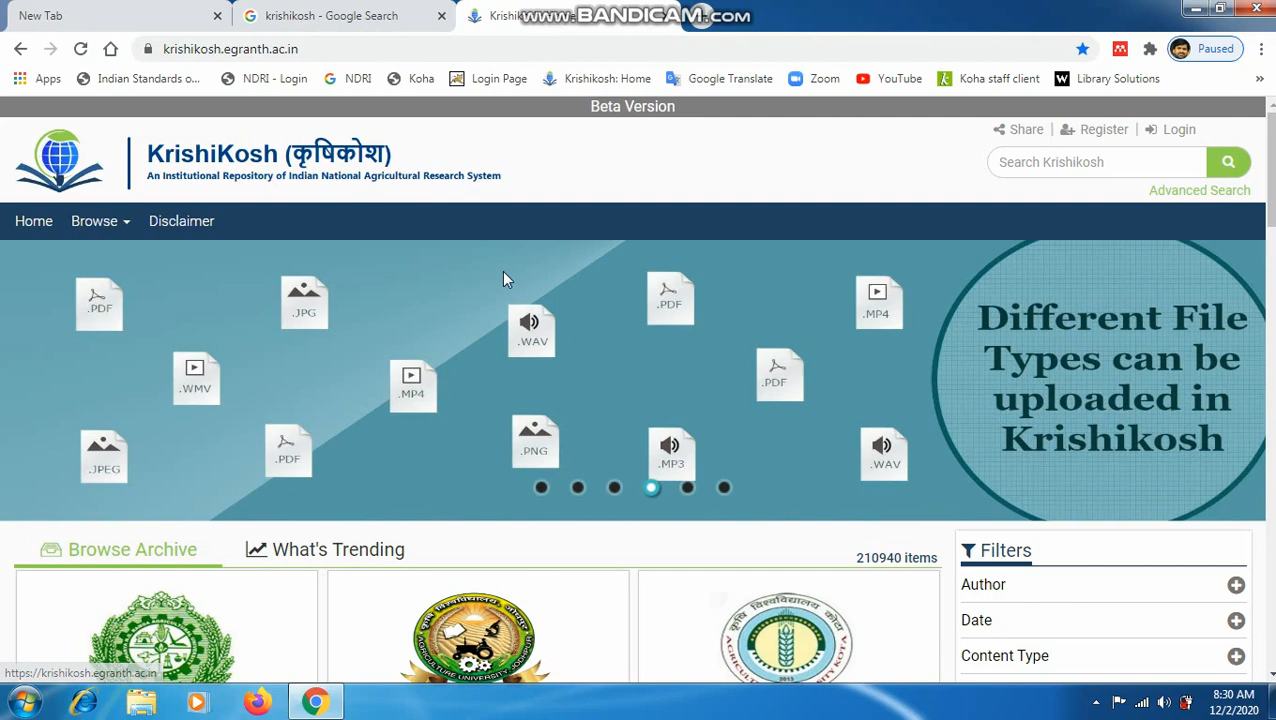 New Tab
krishikosh - Google Search
Krishi
www.BANDICAM.COM
krishikosh.egranth.ac.in
Paused
Apps
Indian Standards o...
NDRI - Login
NDRI
Koha
Login Page
Krishikosh: Home
Google Translate
Zoom
YouTube
Koha staff client
Library Solutions
»
Beta Version
KrishiKosh (कृषिकोश)
An Institutional Repository of Indian National Agricultural Research System
Share | Register | Login
Search Krishikosh
Advanced Search
Home
Browse
Disclaimer
.PDF
.JPG
.WAV
.PDF
.MP4
.WMV
.MP4
.PDF
.JPEG
.PDF
.PNG
.MP3
.WAV
Different File
Types can be
uploaded in
Krishikosh
Browse Archive
What's Trending
210940 items
Filters
Author
Date
Content Type
https://krishikosh.egranth.ac.in
8:30 AM
12/2/2020